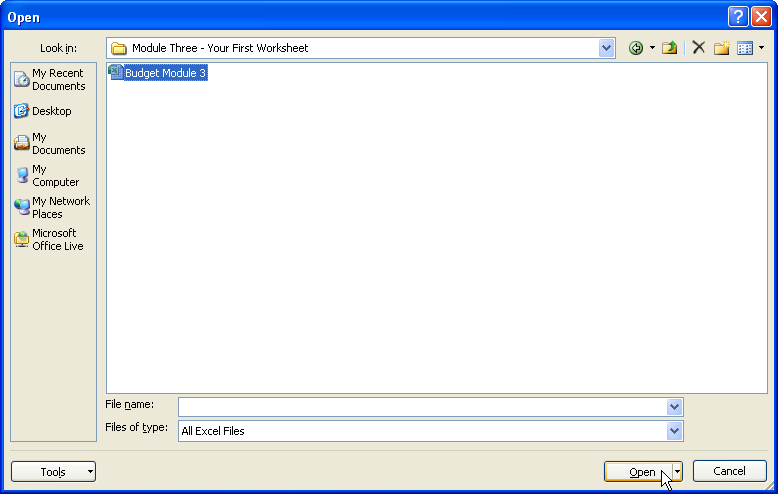 Open
Look in:
Module Three - Your First Worksheet
My Recent
Documents
Desktop
My
Documents
My
Computer
My Network
Places
Microsoft
Office Live
Budget Module 3
File name:
Files of type:
All Excel Files
Tools
Open
Cancel